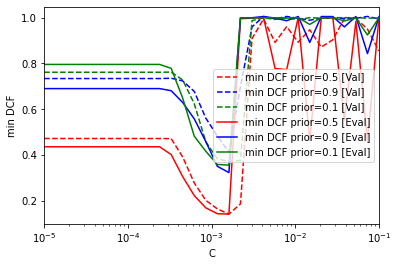 1.0
0.8
0.6
0.4
0.2
min DCF
min DCF prior=0.5 [Val]
min DCF prior=0.9 [Val]
min DCF prior=0.1 [Val]
min DCF prior=0.5 [Eval]
min DCF prior=0.9 [Eval]
min DCF prior=0.1 [Eval]
10⁻⁵ 10⁻⁴ 10⁻³ 10⁻² 10⁻¹
C